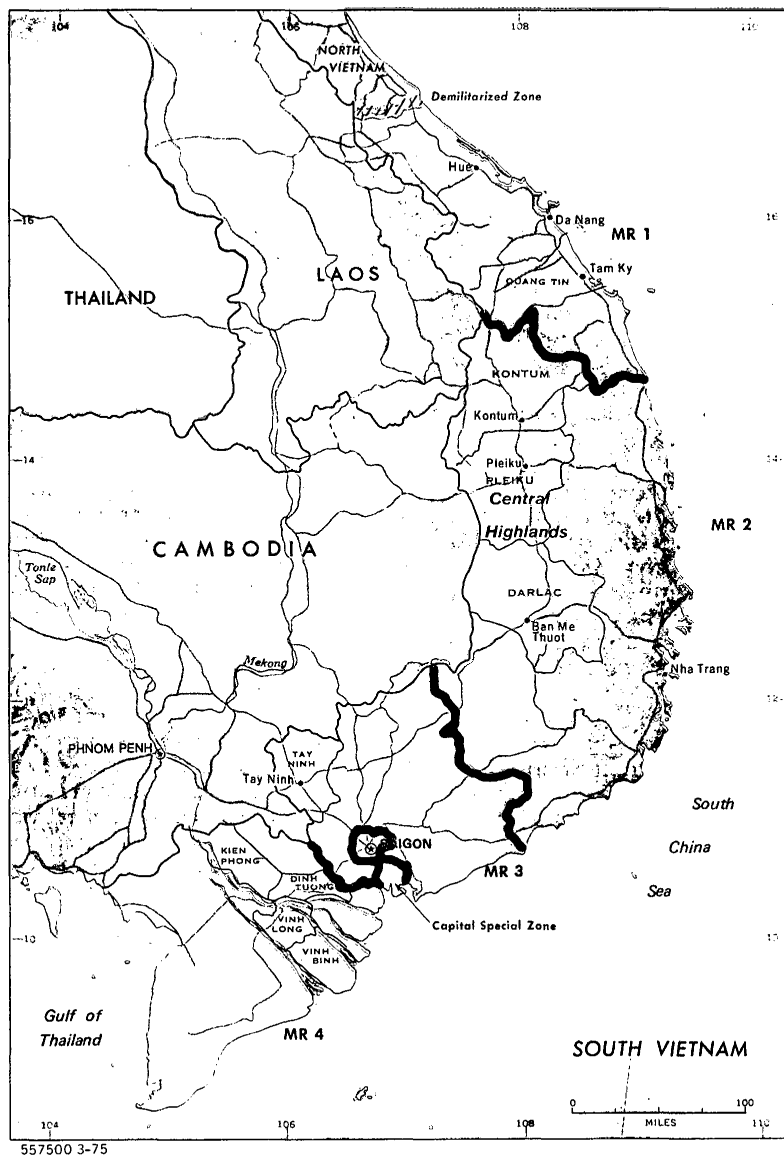 104
106
108
110
NORTH
VIETNAM
Demilitarized Zone
Hue
16
Da Nang
16
MR 1
LAOS
Tam Ky
QUANG TIN
THAILAND
KONTUM
Kontum
14
Pleiku
14
PLEIKU
Central
Highlands
MR 2
CAMBODIA
Tonle
Sap
DARLAC
Ban Me
Thuot
Mekong
Nha Trang
12
PHNOM PENH
TAY
NINH
Tay Ninh
South
China
Sea
SAIGON
KIEN
PHONG
MR 3
DINH
TUONG
Capital Special Zone
VINH
LONG
10
VINH
BINH
Gulf of
Thailand
MR 4
SOUTH VIETNAM
0 100
MILES
104
106
108
110
557500 3-75